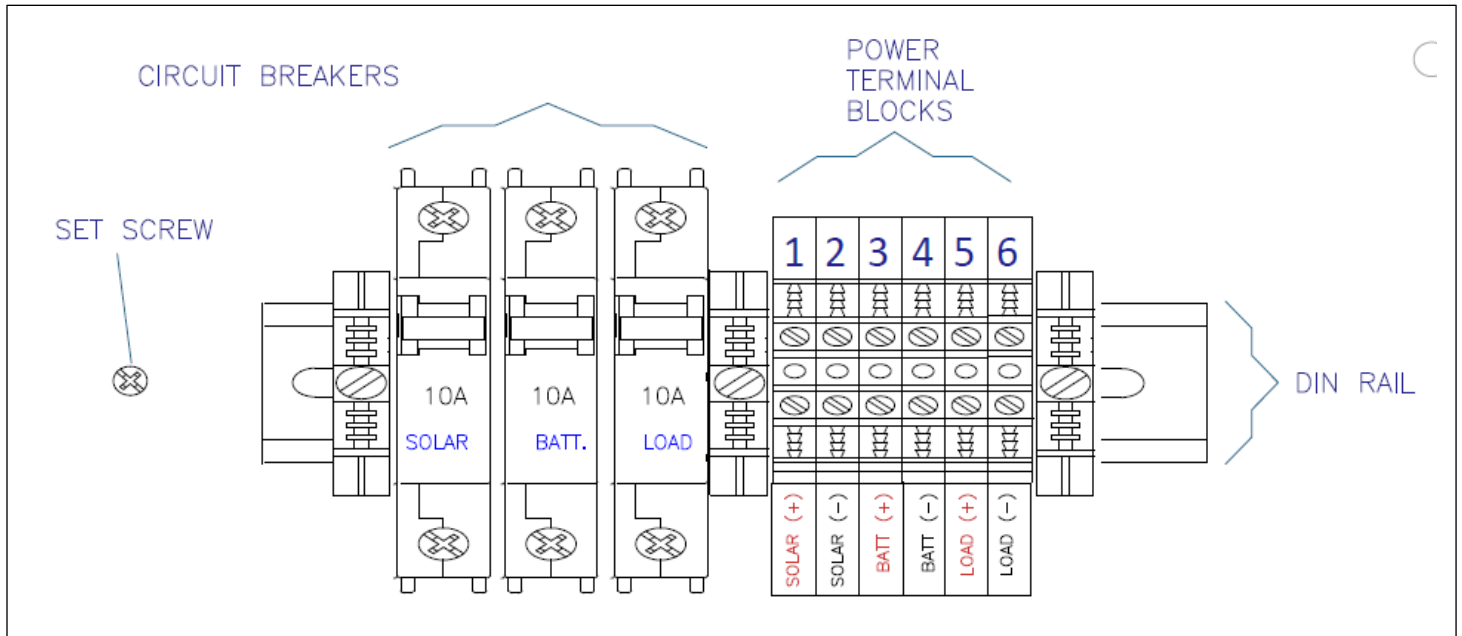 CIRCUIT BREAKERS
POWER
TERMINAL
BLOCKS
SET SCREW
1 2 3 4 5 6
10A 10A 10A
SOLAR BATT. LOAD
DIN RAIL
SOLAR (+)
SOLAR (-)
BATT (+)
BATT (-)
LOAD (+)
LOAD (-)